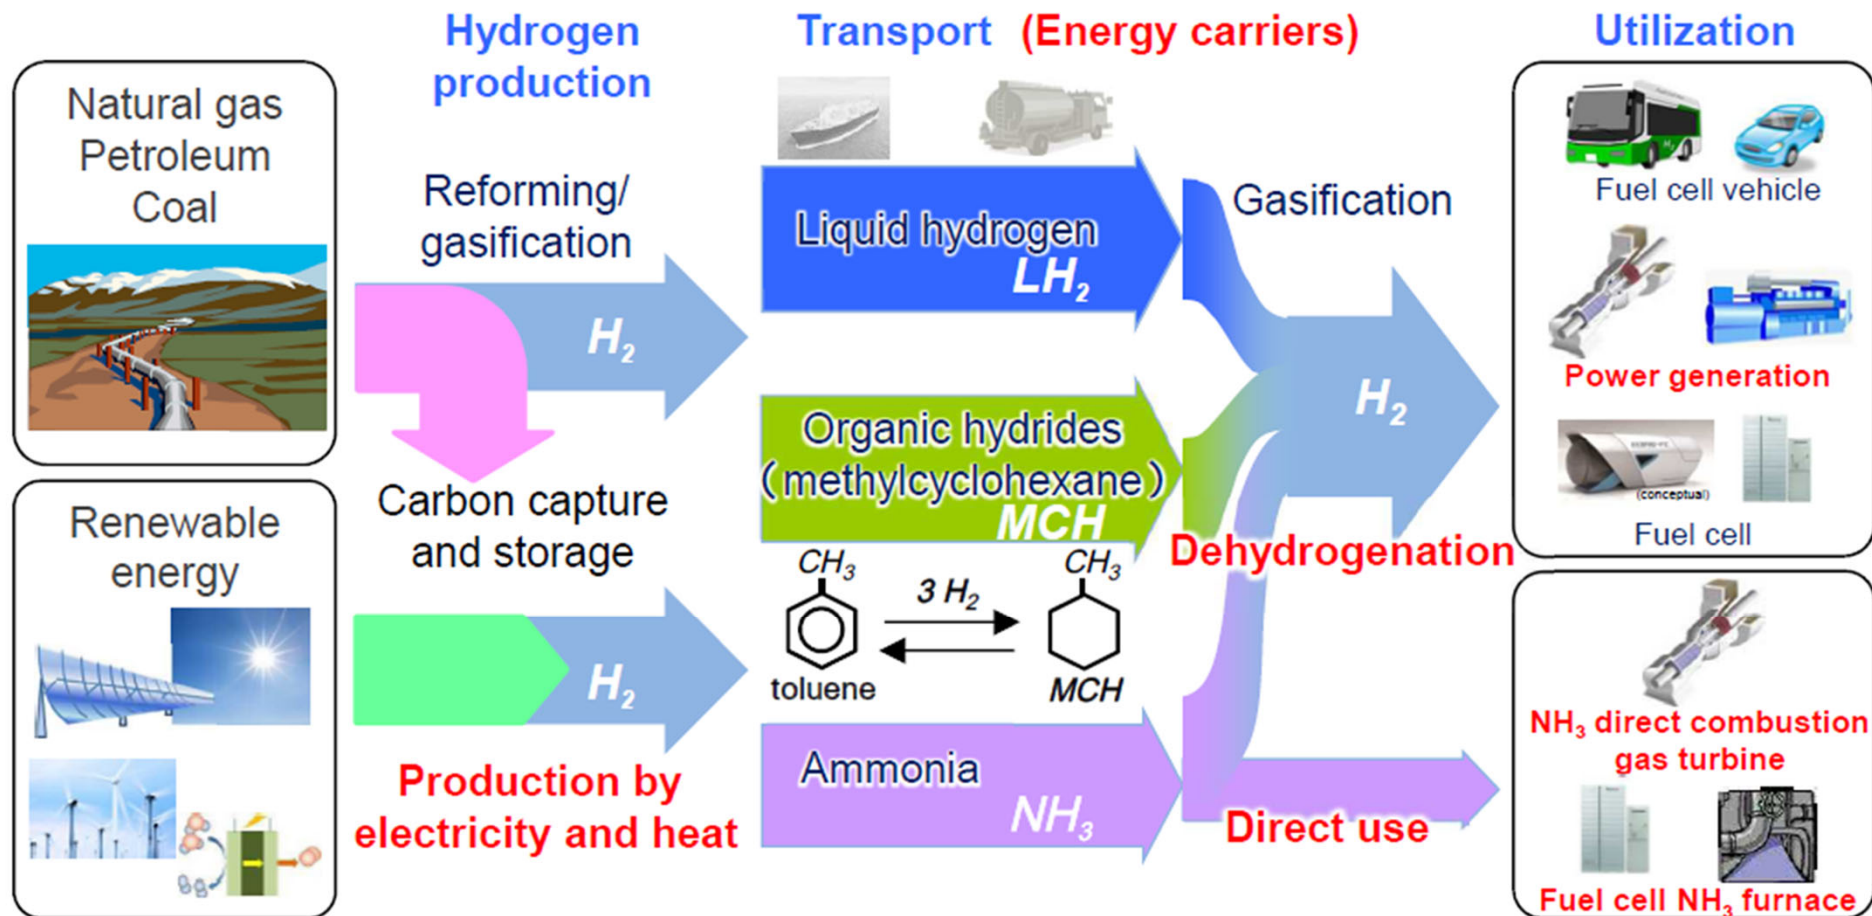 Hydrogen
production
Transport (Energy carriers)
Utilization
Natural gas
Petroleum
Coal
Reforming/
gasification
H2
Carbon capture
and storage
Renewable
energy
H2
Production by
electricity and heat
Liquid hydrogen
LH2
Organic hydrides
(methylcyclohexane)
MCH
CH3
3 H2
CH3
toluene
MCH
Ammonia
NH3
Gasification
H2
Dehydrogenation
Direct use
Fuel cell vehicle
Power generation
(conceptual)
Fuel cell
NH3 direct combustion
gas turbine
Fuel cell NH3 furnace